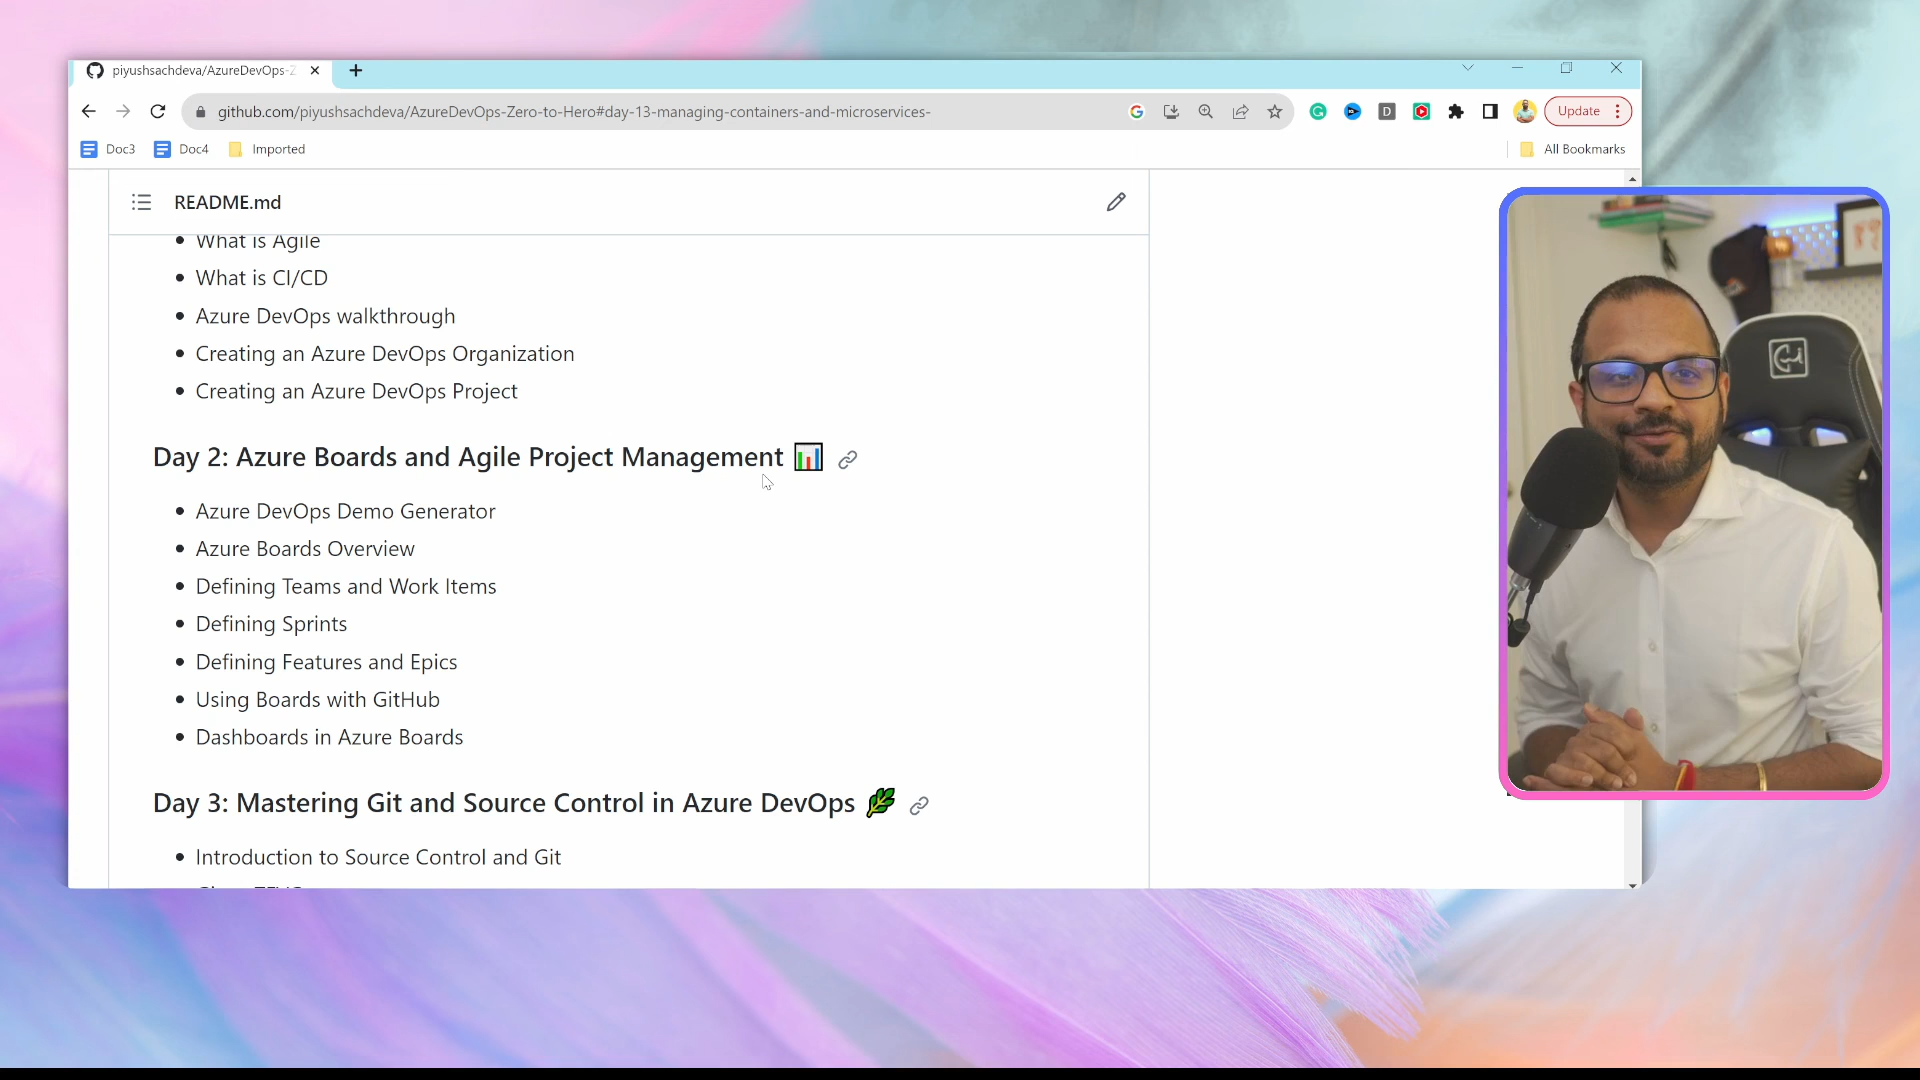 piyushsachdeva/AzureDevOps-Z
github.com/piyushsachdeva/AzureDevOps-Zero-to-Hero#day-13-managing-containers-and-microservices-
Update
Doc3
Doc4
Imported
All Bookmarks
README.md
What is Agile
What is CI/CD
Azure DevOps walkthrough
Creating an Azure DevOps Organization
Creating an Azure DevOps Project
Day 2: Azure Boards and Agile Project Management
Azure DevOps Demo Generator
Azure Boards Overview
Defining Teams and Work Items
Defining Sprints
Defining Features and Epics
Using Boards with GitHub
Dashboards in Azure Boards
Day 3: Mastering Git and Source Control in Azure DevOps
Introduction to Source Control and Git